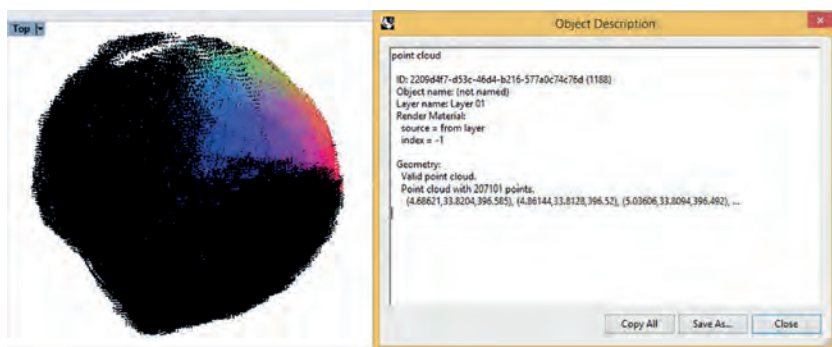 Top
Object Description
point cloud
ID: 2209d4f7-d53c-46d4-b216-577a0c74c76d (1188)
Object name: (not named)
Layer name: Layer 01
Render Material:
source = from layer
index = -1
Geometry:
Valid point cloud.
Point cloud with 207101 points.
(4.68621,33.8204,396.585), (4.86144,33.8128,396.52), (5.03606,33.8094,396.492), ...
Copy All
Save As...
Close